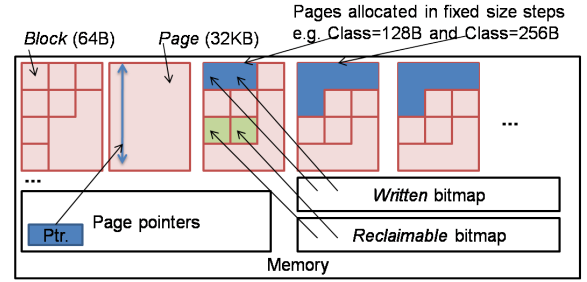 Pages allocated in fixed size steps
Block (64B) Page (32KB) e.g. Class=128B and Class=256B
...
...
Written bitmap
Page pointers
Ptr.
Reclaimable bitmap
Memory